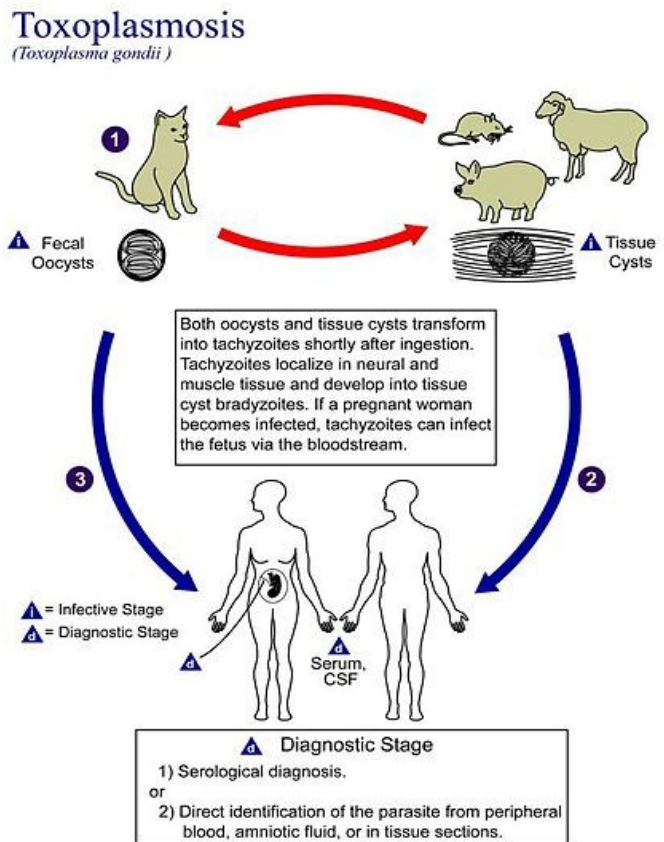 Toxoplasmosis
(Toxoplasma gondii )
1
i Fecal
Oocysts
i Tissue
Cysts
Both oocysts and tissue cysts transform
into tachyzoites shortly after ingestion.
Tachyzoites localize in neural and
muscle tissue and develop into tissue
cyst bradyzoites. If a pregnant woman
becomes infected, tachyzoites can infect
the fetus via the bloodstream.
3
2
i = Infective Stage
d = Diagnostic Stage
d
d
Serum,
CSF
d Diagnostic Stage
1) Serological diagnosis.
or
2) Direct identification of the parasite from peripheral
blood, amniotic fluid, or in tissue sections.